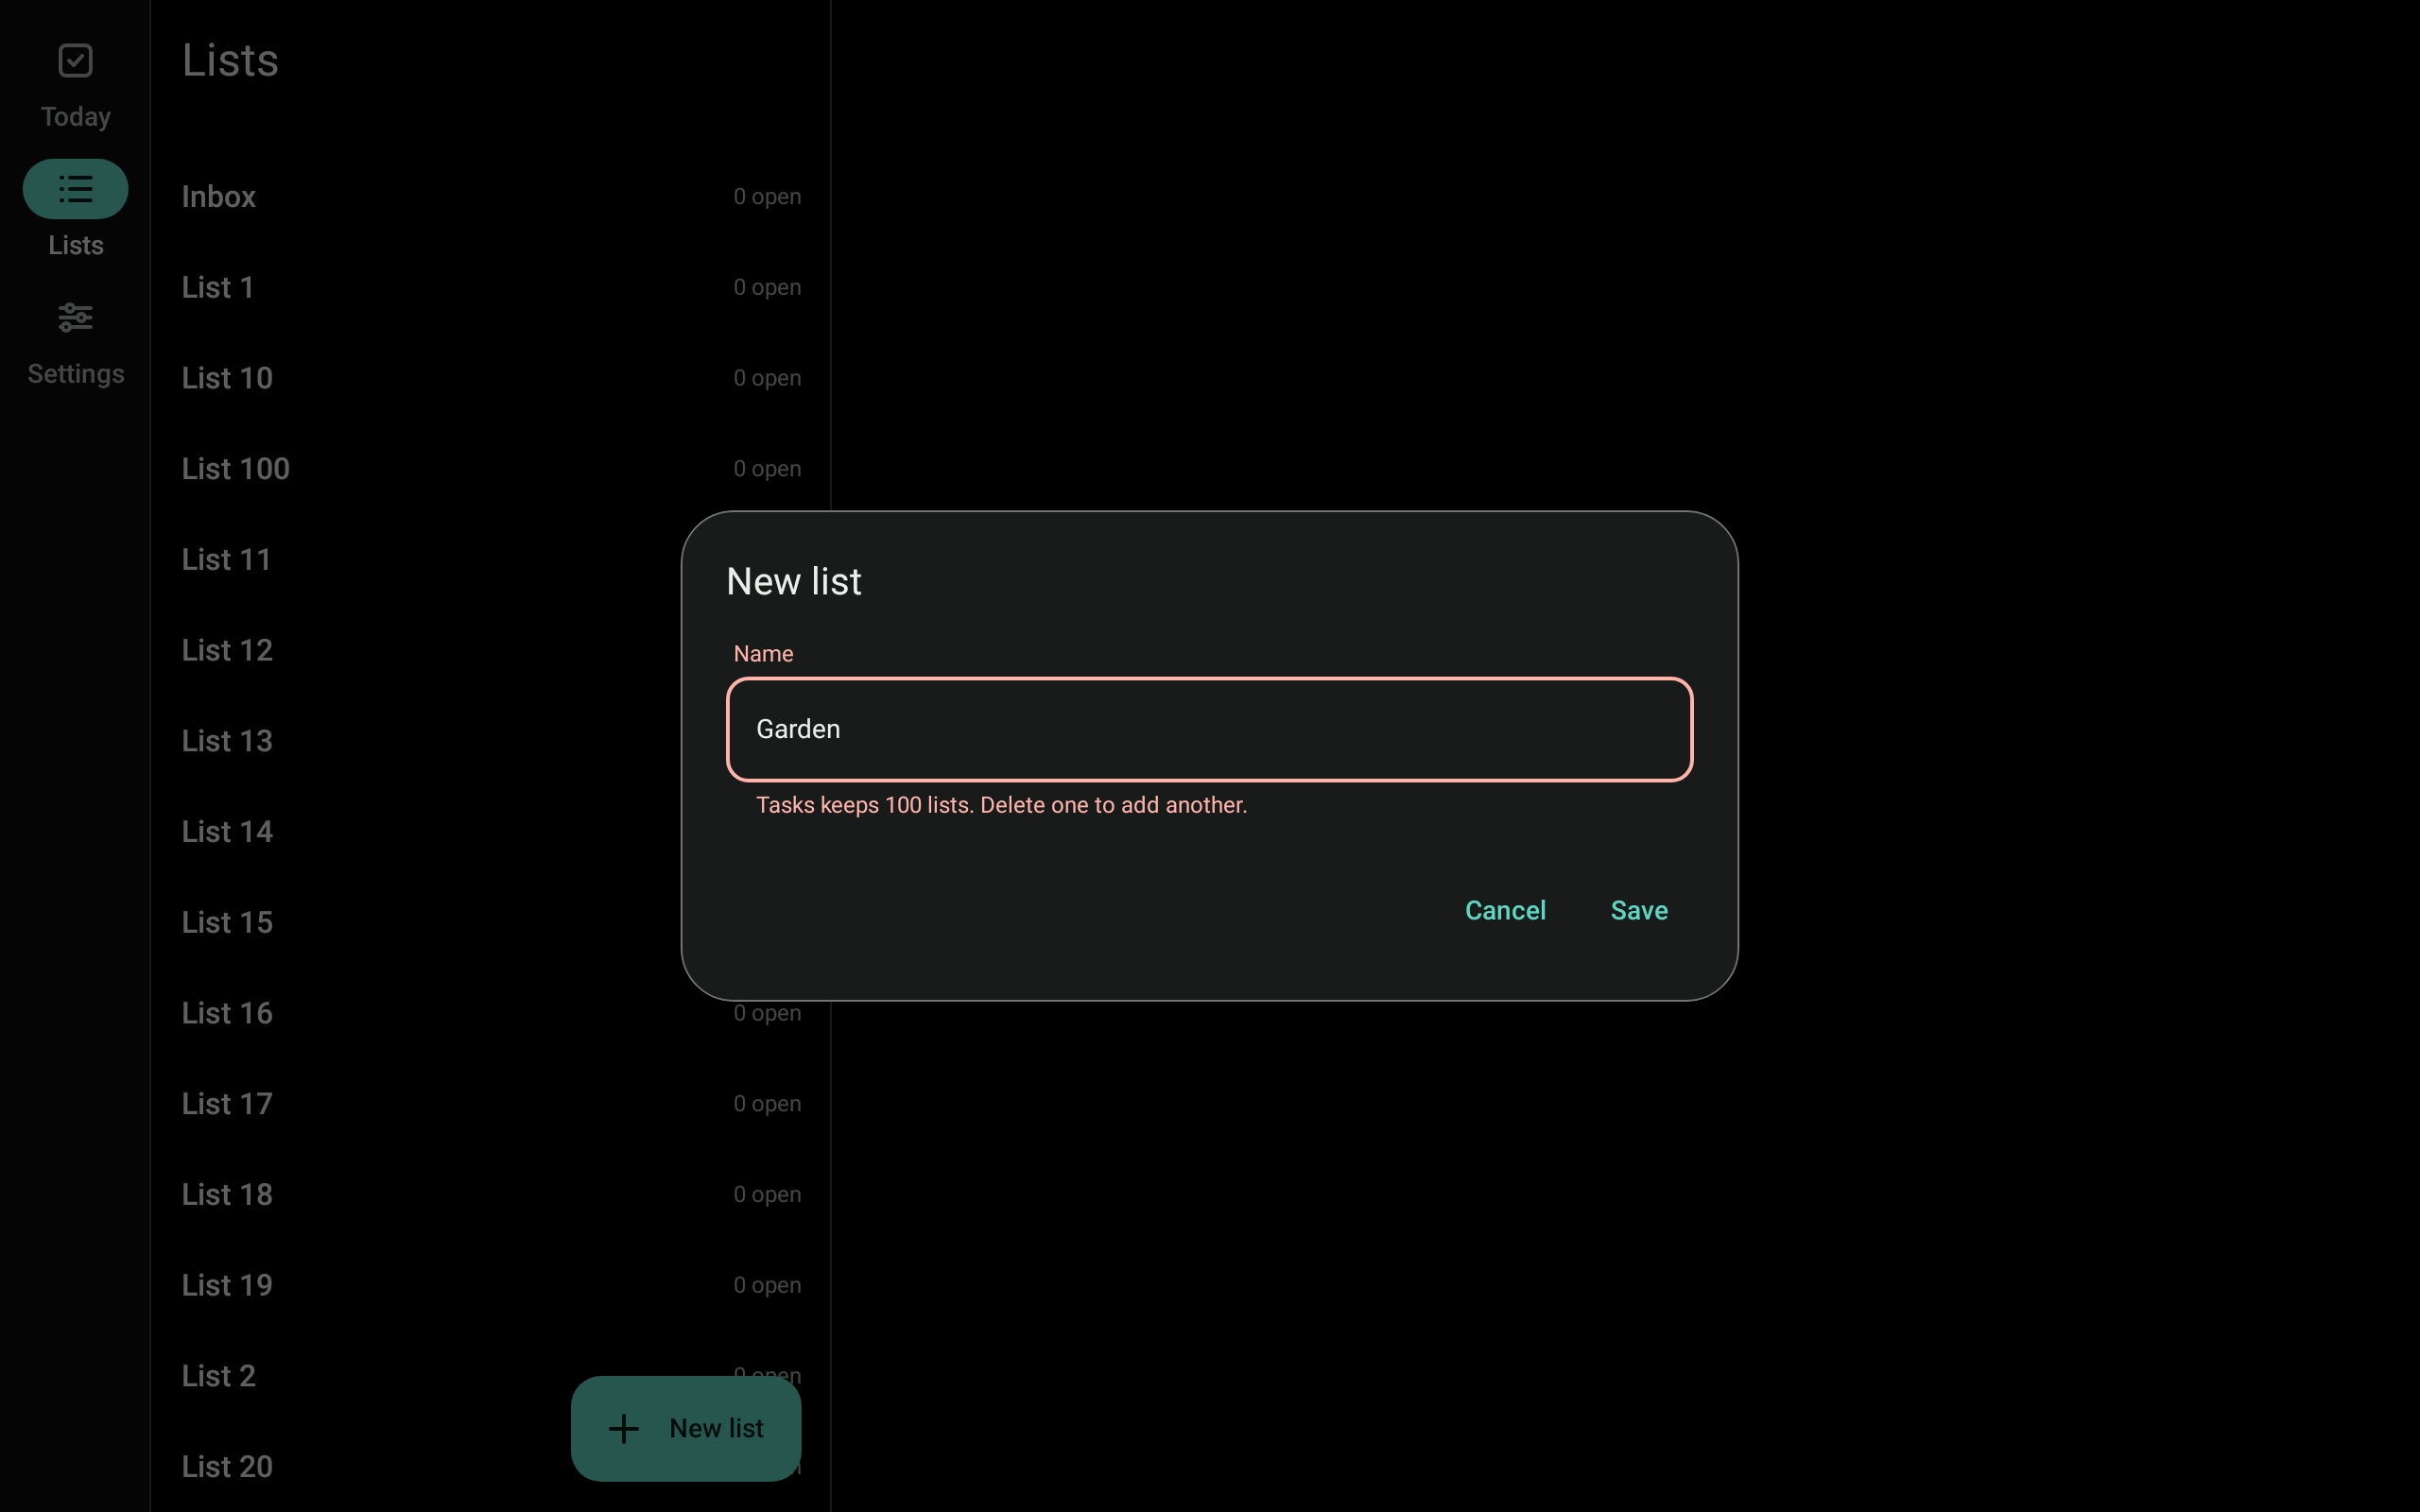 Today
Lists
Settings
Lists
Inbox 0 open
List 1 0 open
List 10 0 open
List 100 0 open
List 11
List 12
List 13
List 14
List 15
List 16 0 open
List 17 0 open
List 18 0 open
List 19 0 open
List 2 0 open
List 20
New list
New list
Name
Garden
Tasks keeps 100 lists. Delete one to add another.
Cancel Save